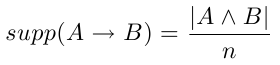 supp(A → B) = |A ∧ B| / n